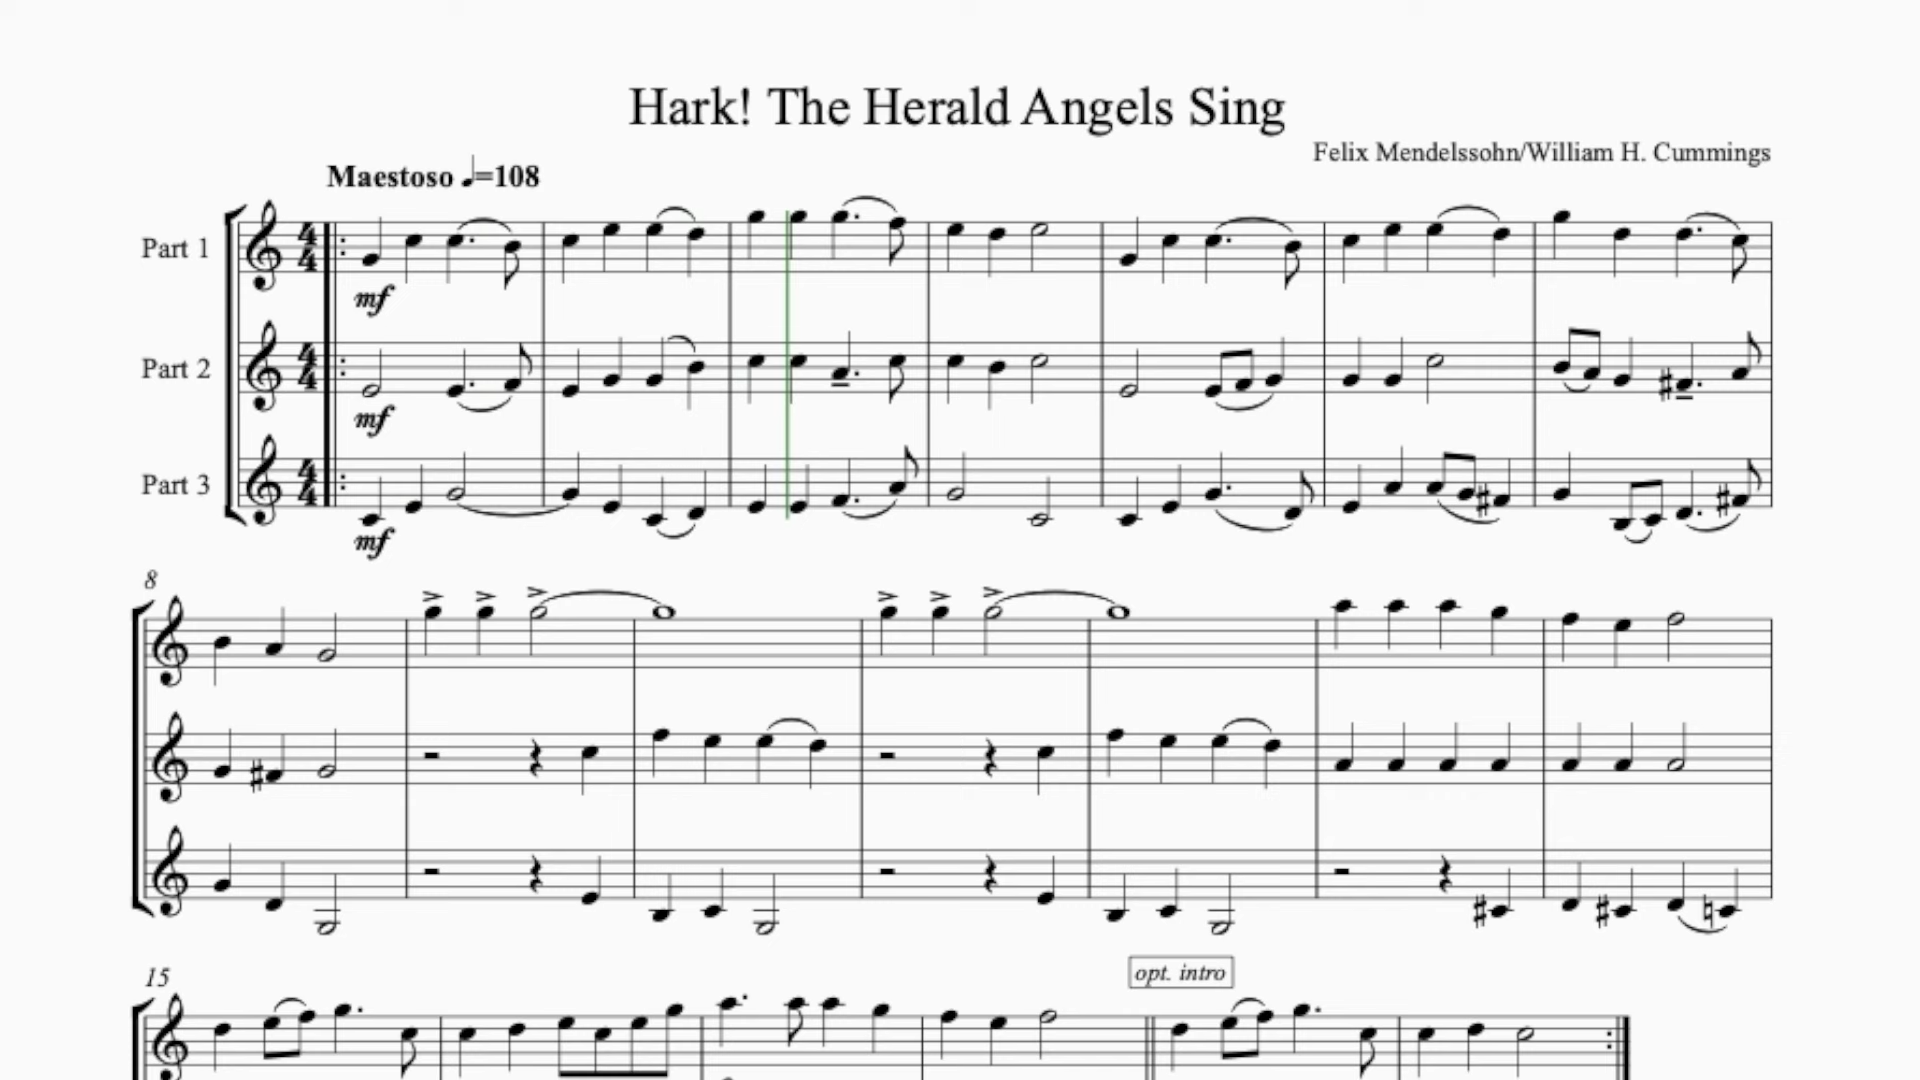 Hark! The Herald Angels Sing
Felix Mendelssohn/William H. Cummings
Maestoso ♩=108
Part 1
mf
Part 2
mf
Part 3
mf
8
15
opt. intro